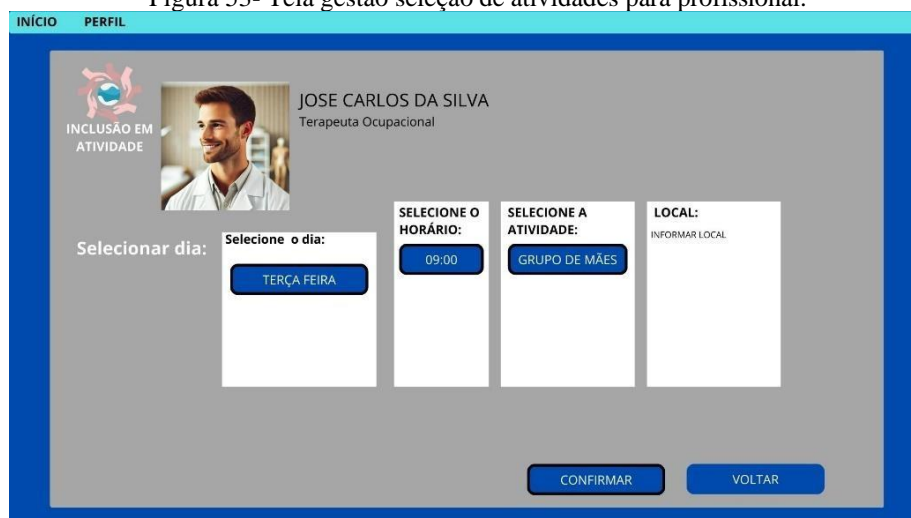 Figura 53- Tela gestão seleção de atividades para profissional.
INÍCIO PERFIL
INCLUSÃO EM
ATIVIDADE
JOSE CARLOS DA SILVA
Terapeuta Ocupacional
Selecionar dia:
Selecione o dia:
TERÇA FEIRA
SELECIONE O
HORÁRIO:
09:00
SELECIONE A
ATIVIDADE:
GRUPO DE MÃES
LOCAL:
INFORMAR LOCAL
CONFIRMAR
VOLTAR